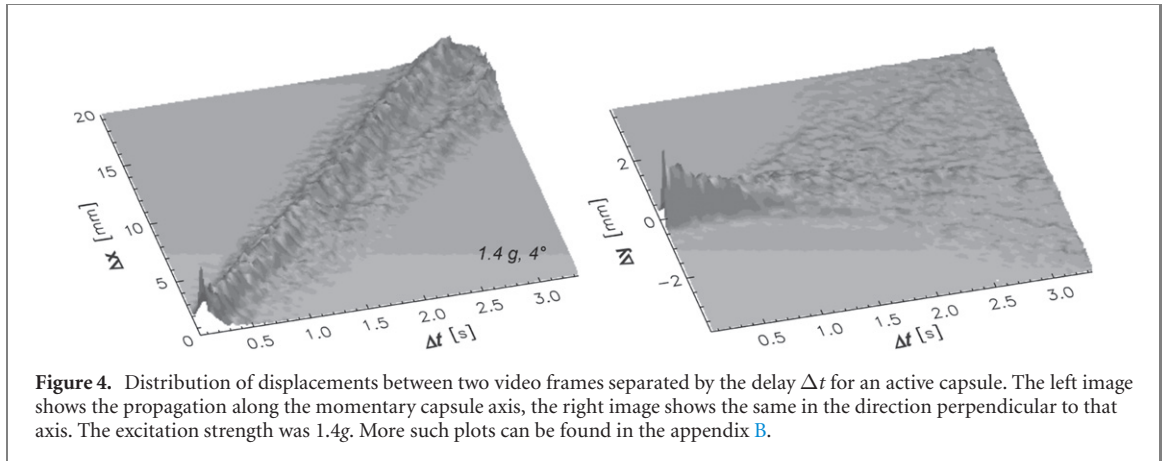 20
15
10
5
0
Δx [mm]
0.5
1.0
1.5
2.0
2.5
3.0
Δt [s]
1.4 g, 4°
2
0
−2
Δy [mm]
0.5
1.0
1.5
2.0
2.5
3.0
Δt [s]
Figure 4. Distribution of displacements between two video frames separated by the delay Δt for an active capsule. The left image
shows the propagation along the momentary capsule axis, the right image shows the same in the direction perpendicular to that
axis. The excitation strength was 1.4g. More such plots can be found in the appendix B.